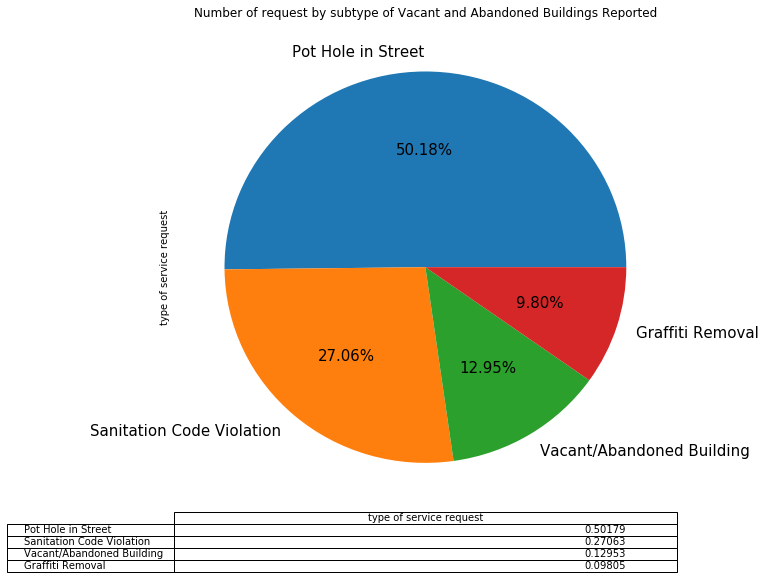 Number of request by subtype of Vacant and Abandoned Buildings Reported
Pot Hole in Street
50.18%
type of service request
9.80%
Graffiti Removal
27.06%
12.95%
Sanitation Code Violation
Vacant/Abandoned Building
type of service request
Pot Hole in Street 0.50179
Sanitation Code Violation 0.27063
Vacant/Abandoned Building 0.12953
Graffiti Removal 0.09805